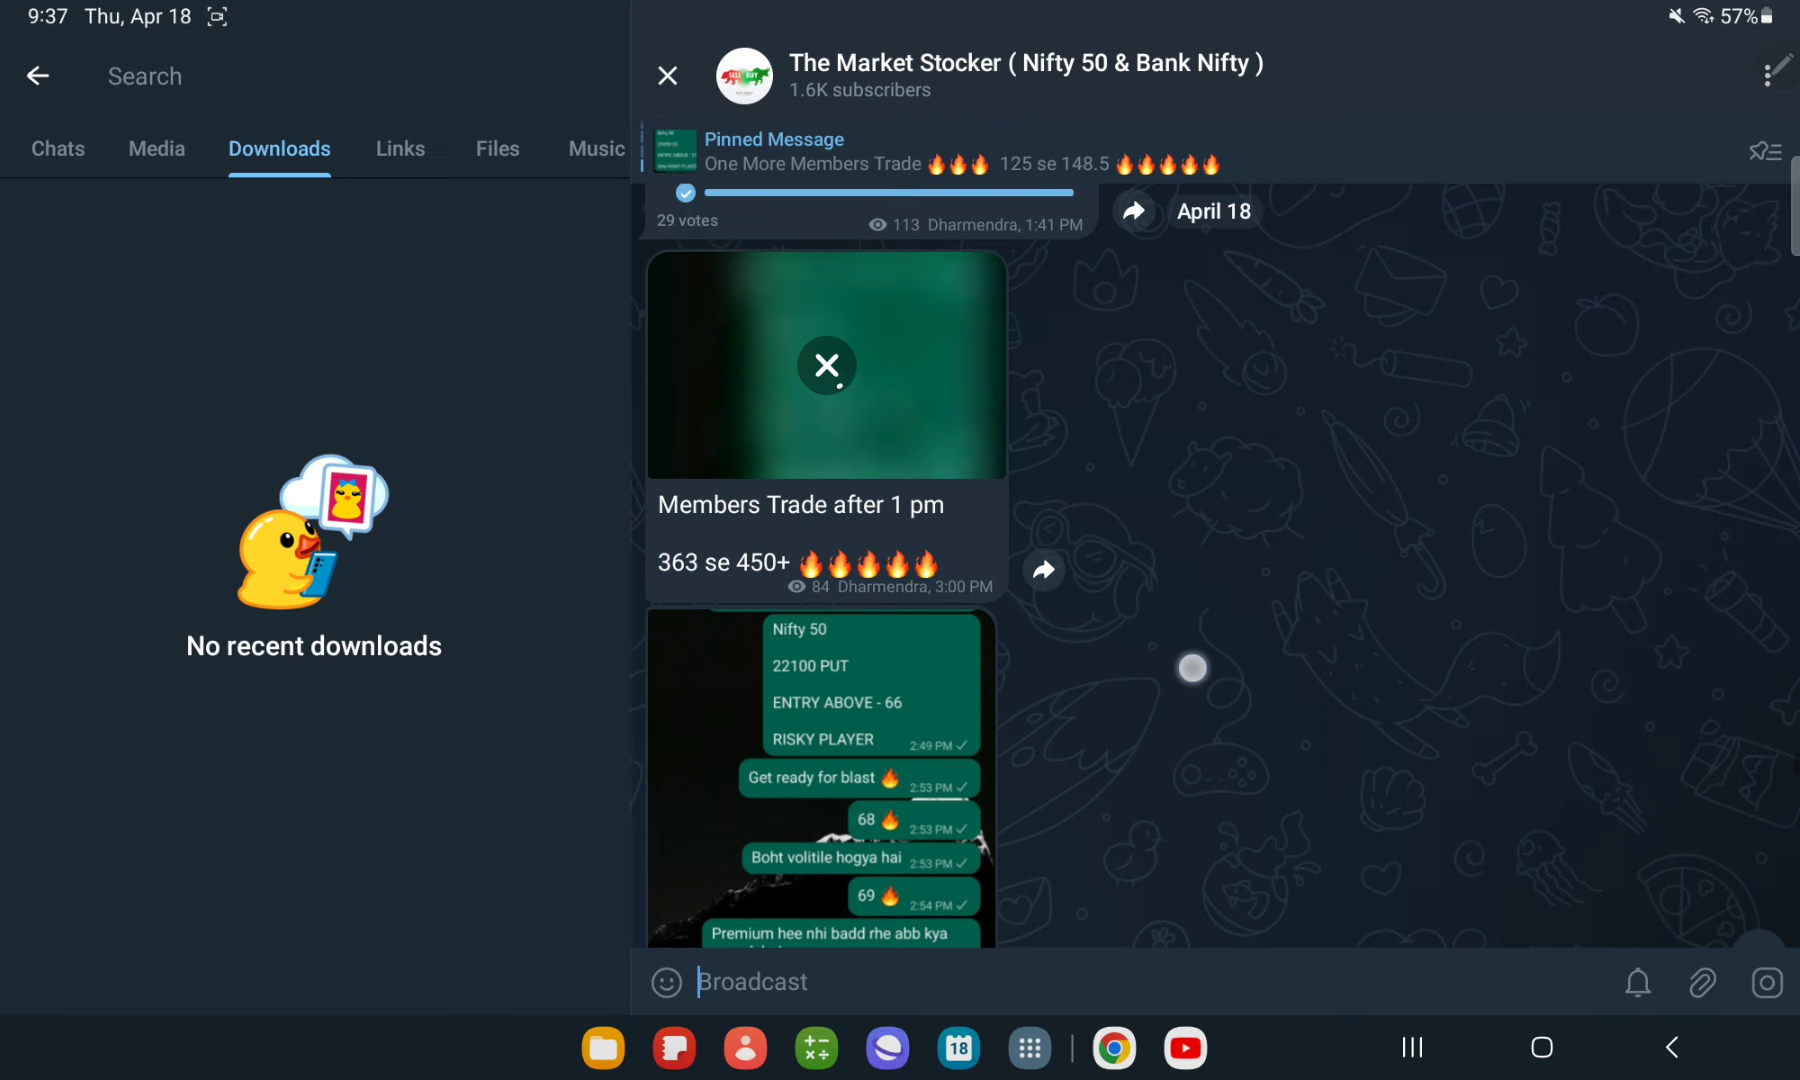 9:37 Thu, Apr 18
57%
Search
Chats Media Downloads Links Files Music
No recent downloads
SELL BUY
The Market Stocker ( Nifty 50 & Bank Nifty )
1.6K subscribers
Pinned Message
One More Members Trade 🔥🔥🔥 125 se 148.5 🔥🔥🔥🔥🔥
29 votes
113 Dharmendra, 1:41 PM
April 18
Members Trade after 1 pm
363 se 450+ 🔥🔥🔥🔥🔥
84 Dharmendra, 3:00 PM
Nifty 50
22100 PUT
ENTRY ABOVE - 66
RISKY PLAYER 2:49 PM
Get ready for blast 🔥 2:53 PM
68 🔥 2:53 PM
Boht volitile hogya hai 2:53 PM
69 🔥 2:54 PM
Premium hee nhi badd rhe abb kya
Broadcast
18